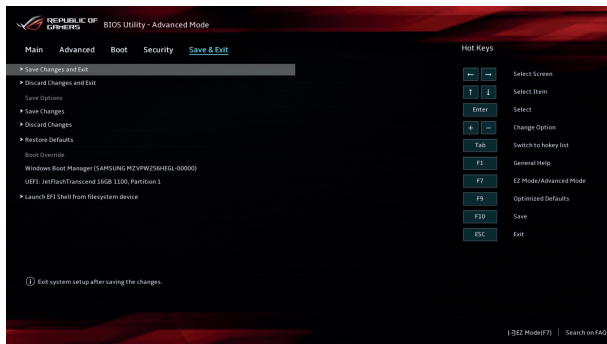 REPUBLIC OF
GAMERS
BIOS Utility - Advanced Mode
Main Advanced Boot Security Save & Exit
Hot Keys
> Save Changes and Exit
> Discard Changes and Exit
Save Options
> Save Changes
> Discard Changes
> Restore Defaults
Boot Override
Windows Boot Manager (SAMSUNG MZVPW256HEGL-00000)
UEFI: JetFlashTranscend 16GB 1100, Partition 1
> Launch EFI Shell from filesystem device
← → Select Screen
↑ ↓ Select Item
Enter Select
+ - Change Option
Tab Switch to hokey list
F1 General Help
F7 EZ Mode/Advanced Mode
F9 Optimized Defaults
F10 Save
ESC Exit
i Exit system setup after saving the changes.
EZ Mode(F7) | Search on FAQ